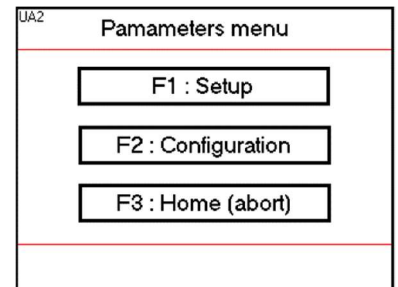 UA2
Pamameters menu
F1 : Setup
F2 : Configuration
F3 : Home (abort)